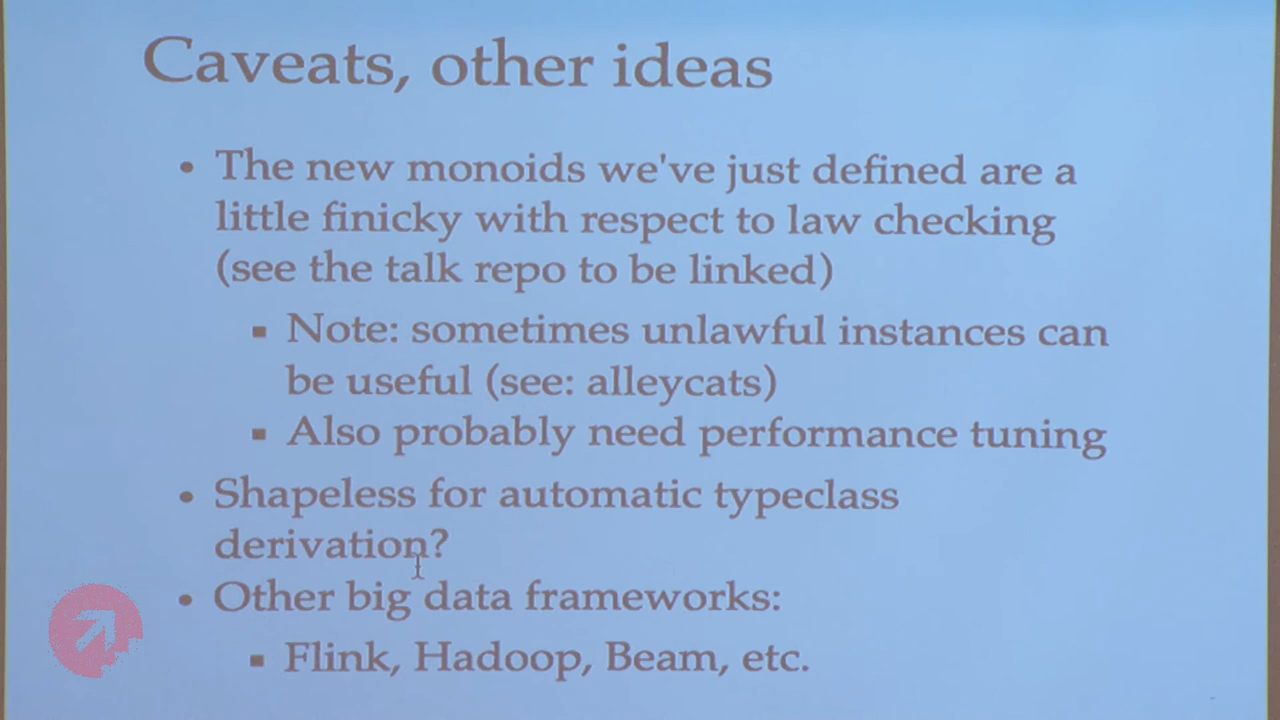 Caveats, other ideas
• The new monoids we've just defined are a
little finicky with respect to law checking
(see the talk repo to be linked)
▪ Note: sometimes unlawful instances can
be useful (see: alleycats)
▪ Also probably need performance tuning
• Shapeless for automatic typeclass
derivation?
• Other big data frameworks:
▪ Flink, Hadoop, Beam, etc.